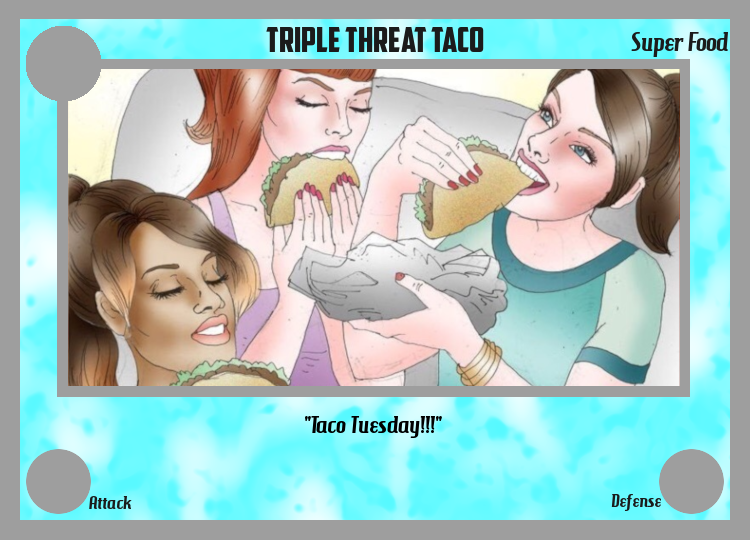 TRIPLE THREAT TACO
Super Food
"Taco Tuesday!!!"
Attack
Defense